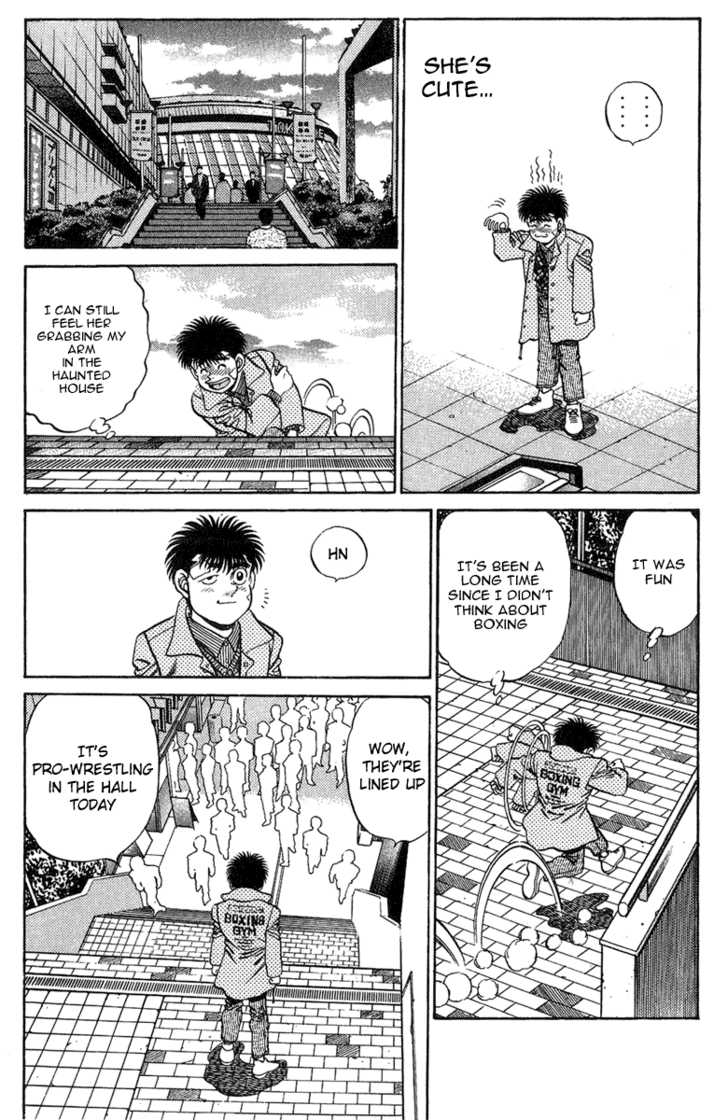 SHE'S
CUTE...
I CAN STILL
FEEL HER
GRABBING MY
ARM
IN THE
HAUNTED
HOUSE
IT WAS
FUN
IT'S BEEN A
LONG TIME
SINCE I DIDN'T
THINK ABOUT
BOXING
BOXING
GYM
HN
WOW,
THEY'RE
LINED UP
IT'S
PRO-WRESTLING
IN THE HALL
TODAY
BOXING
GYM